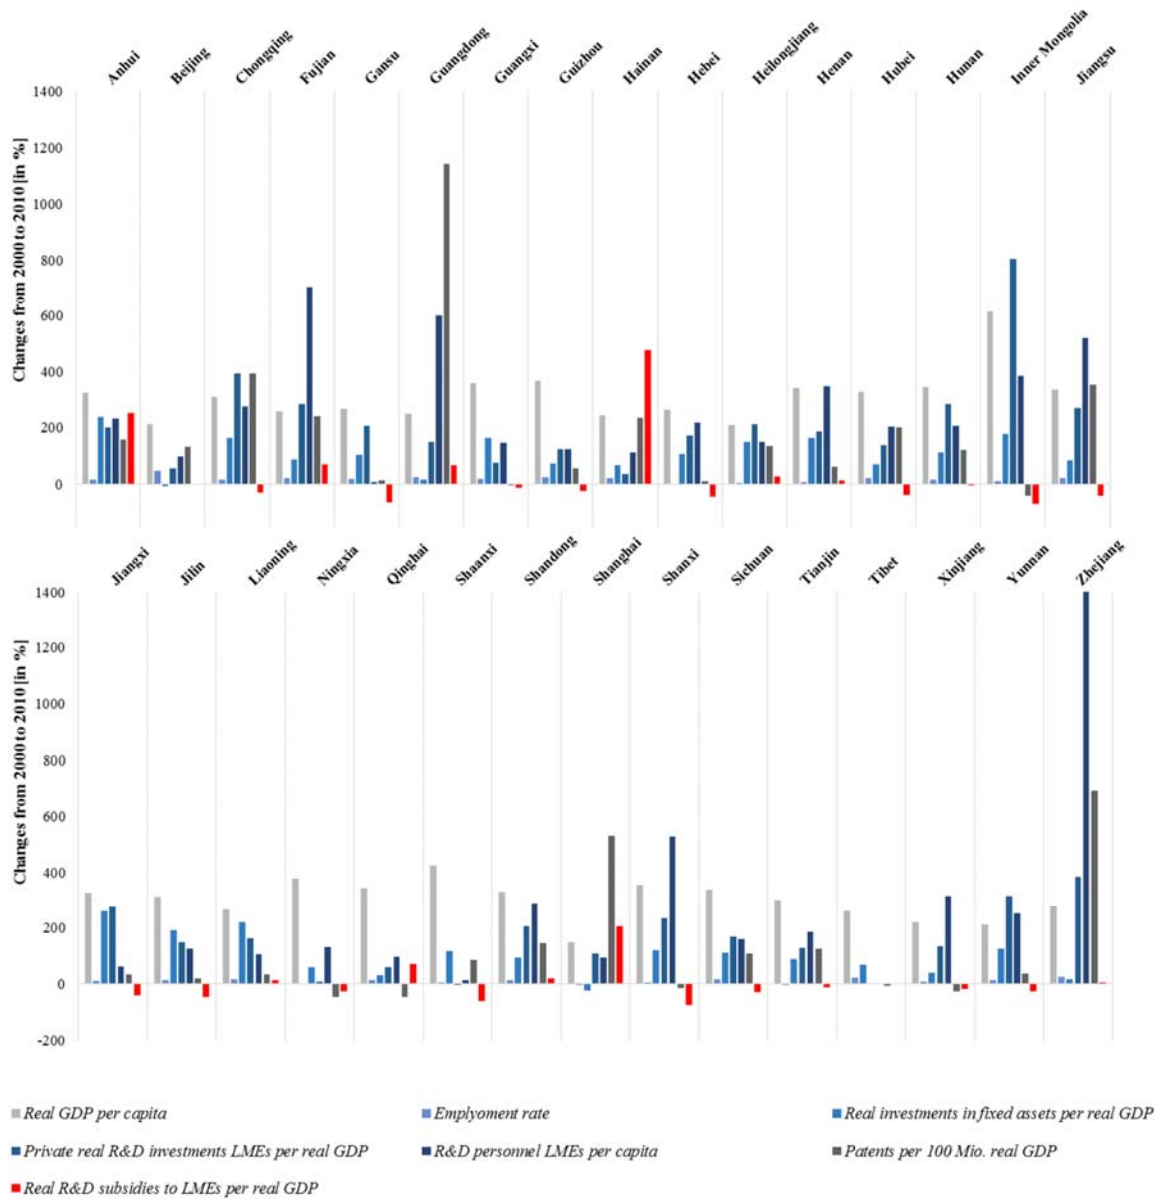 Anhui
Beijing
Chongqing
Fujian
Gansu
Guangdong
Guangxi
Guizhou
Hainan
Hebei
Heilongjiang
Henan
Hubei
Hunan
Inner Mongolia
Jiangsu
Changes from 2000 to 2010 [in %]
1400
1200
1000
800
600
400
200
0
Jiangxi
Jilin
Liaoning
Ningxia
Qinghai
Shaanxi
Shandong
Shanghai
Shanxi
Sichuan
Tianjin
Tibet
Xinjiang
Yunnan
Zhejiang
Changes from 2000 to 2010 [in %]
1400
1200
1000
800
600
400
200
0
-200
Real GDP per capita
Emplyoment rate
Real investments in fixed assets per real GDP
Private real R&D investments LMEs per real GDP
R&D personnel LMEs per capita
Patents per 100 Mio. real GDP
Real R&D subsidies to LMEs per real GDP